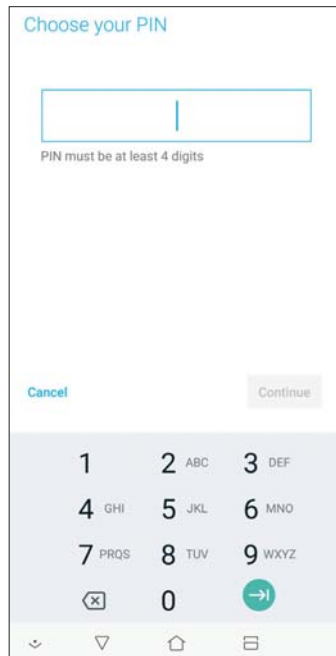 Choose your PIN
PIN must be at least 4 digits
Cancel
Continue
1
2 ABC
3 DEF
4 GHI
5 JKL
6 MNO
7 PRQS
8 TUV
9 WXYZ
0